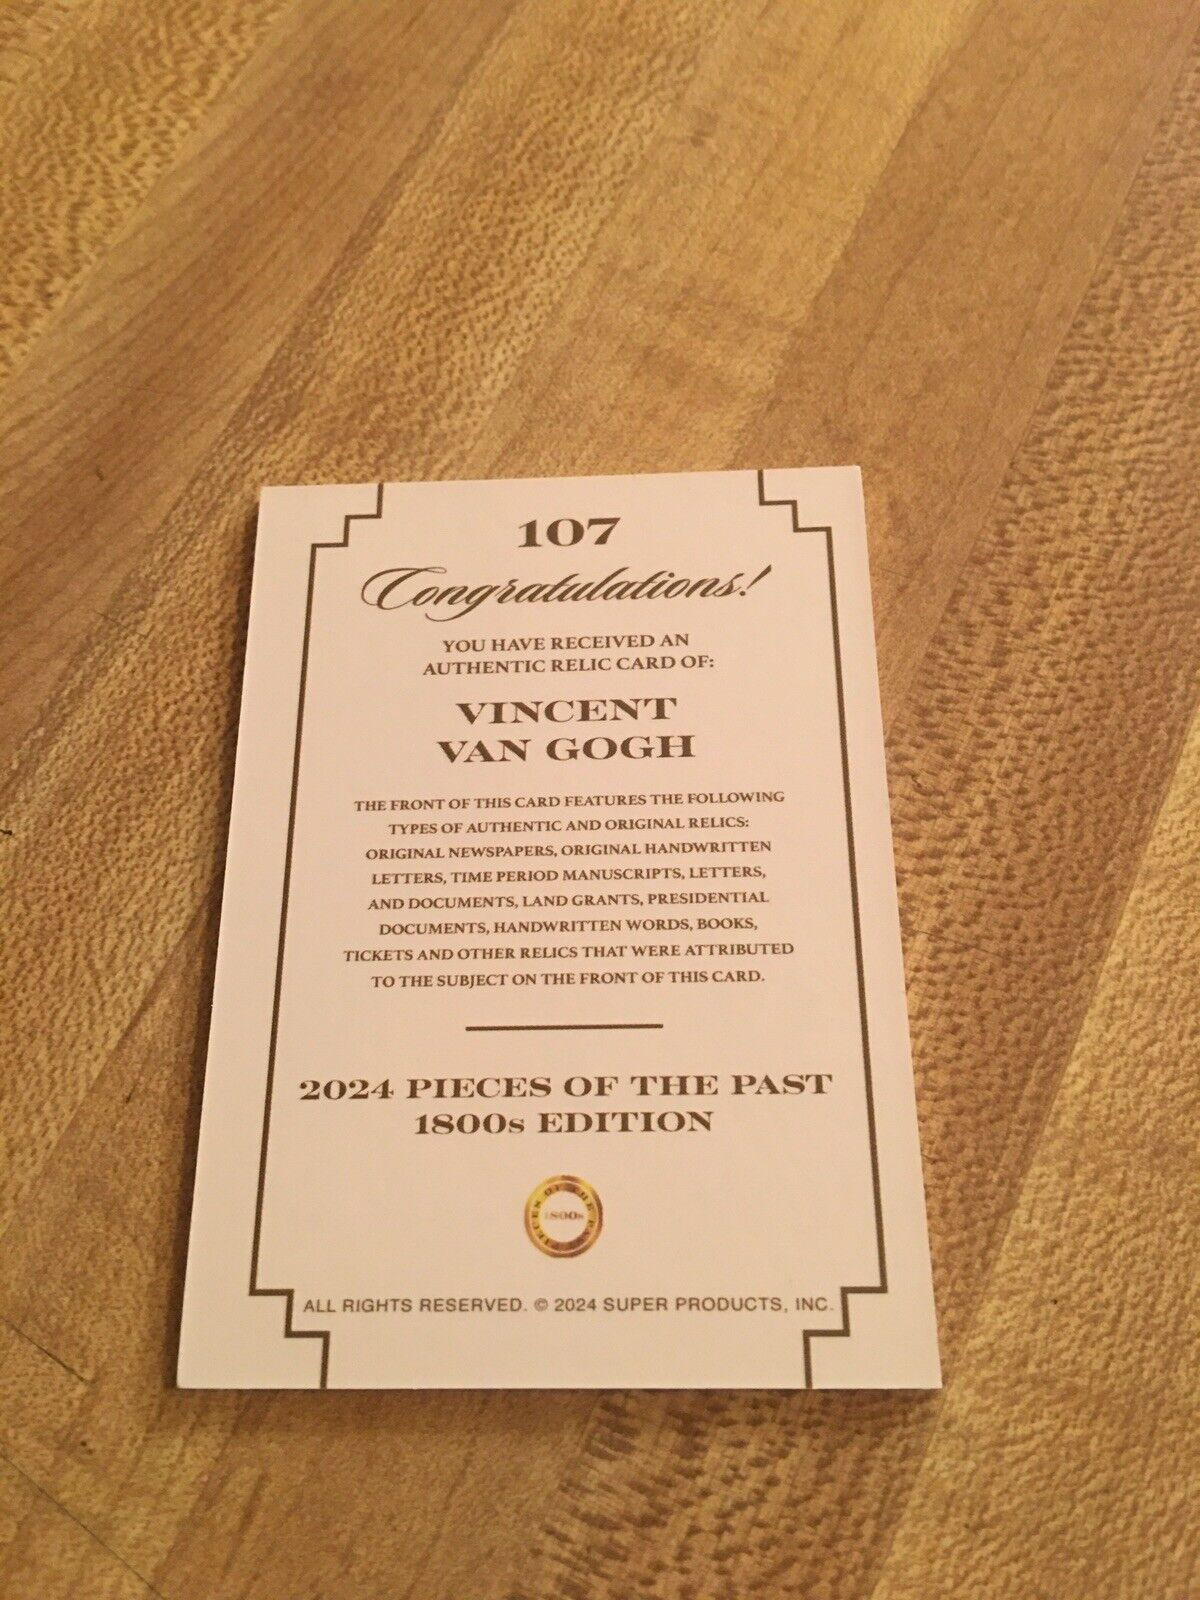 107
Congratulations!
YOU HAVE RECEIVED AN
AUTHENTIC RELIC CARD OF:
VINCENT
VAN GOGH
THE FRONT OF THIS CARD FEATURES THE FOLLOWING
TYPES OF AUTHENTIC AND ORIGINAL RELICS:
ORIGINAL NEWSPAPERS, ORIGINAL HANDWRITTEN
LETTERS, TIME PERIOD MANUSCRIPTS, LETTERS,
AND DOCUMENTS, LAND GRANTS, PRESIDENTIAL
DOCUMENTS, HANDWRITTEN WORDS, BOOKS,
TICKETS AND OTHER RELICS THAT WERE ATTRIBUTED
TO THE SUBJECT ON THE FRONT OF THIS CARD.
2024 PIECES OF THE PAST
1800s EDITION
PIECES OF THE PAST
1800s
ALL RIGHTS RESERVED. © 2024 SUPER PRODUCTS, INC.